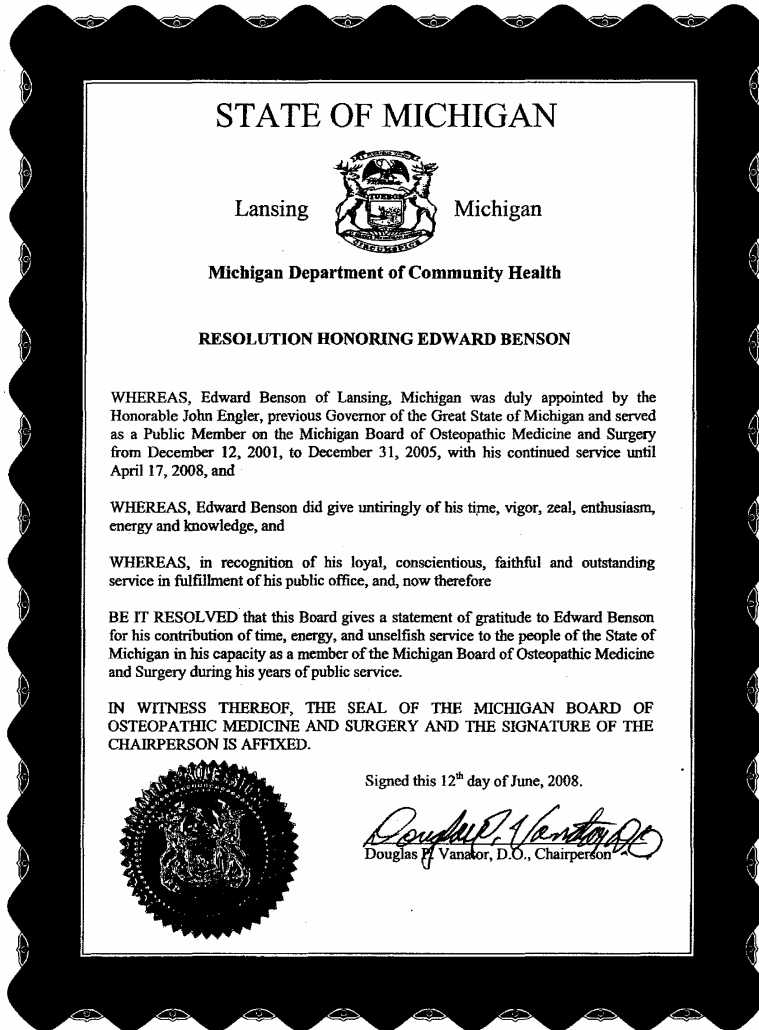 STATE OF MICHIGAN
TUEBOR
CIRCUMSPICE
Lansing Michigan
Michigan Department of Community Health
RESOLUTION HONORING EDWARD BENSON
WHEREAS, Edward Benson of Lansing, Michigan was duly appointed by the
Honorable John Engler, previous Governor of the Great State of Michigan and served
as a Public Member on the Michigan Board of Osteopathic Medicine and Surgery
from December 12, 2001, to December 31, 2005, with his continued service until
April 17, 2008, and
WHEREAS, Edward Benson did give untiringly of his time, vigor, zeal, enthusiasm,
energy and knowledge, and
WHEREAS, in recognition of his loyal, conscientious, faithful and outstanding
service in fulfillment of his public office, and, now therefore
BE IT RESOLVED that this Board gives a statement of gratitude to Edward Benson
for his contribution of time, energy, and unselfish service to the people of the State of
Michigan in his capacity as a member of the Michigan Board of Osteopathic Medicine
and Surgery during his years of public service.
IN WITNESS THEREOF, THE SEAL OF THE MICHIGAN BOARD OF
OSTEOPATHIC MEDICINE AND SURGERY AND THE SIGNATURE OF THE
CHAIRPERSON IS AFFIXED.
Signed this 12th day of June, 2008.
Douglas Vanator, D.O., Chairperson